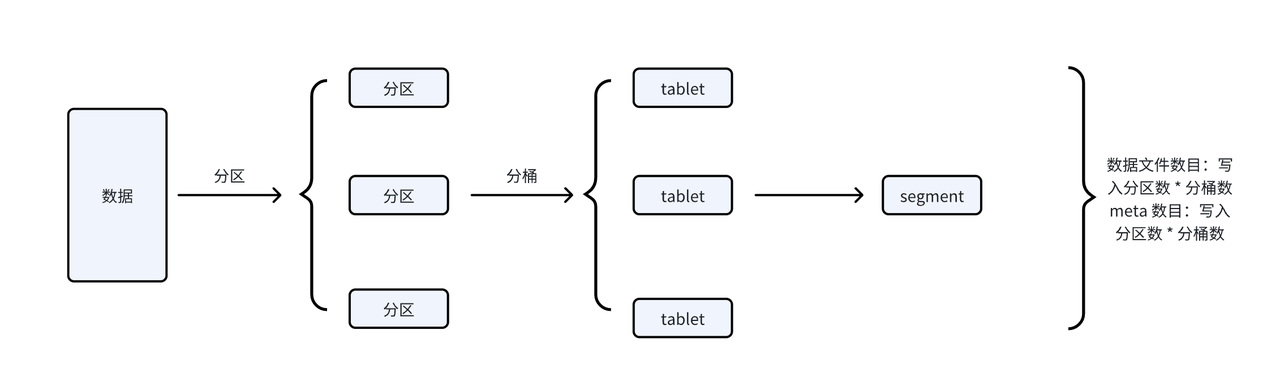 数据
分区
分区
分区
分区
分桶
tablet
tablet
tablet
segment
数据文件数目：写
入分区数 * 分桶数
meta 数目：写入
分区数 * 分桶数